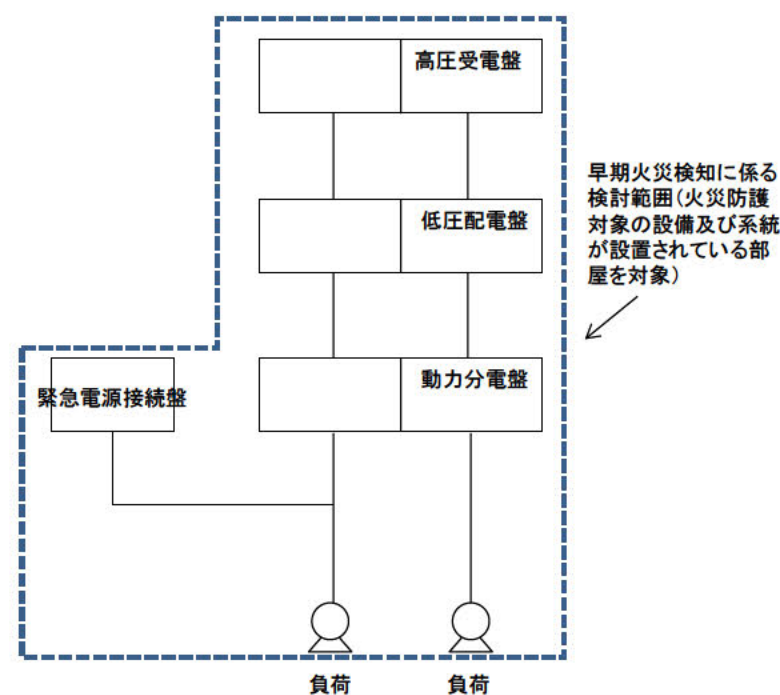 高圧受電盤
早期火災検知に係る
検討範囲(火災防護
対象の設備及び系統
が設置されている部
屋を対象)
低圧配電盤
動力分電盤
緊急電源接続盤
負荷
負荷